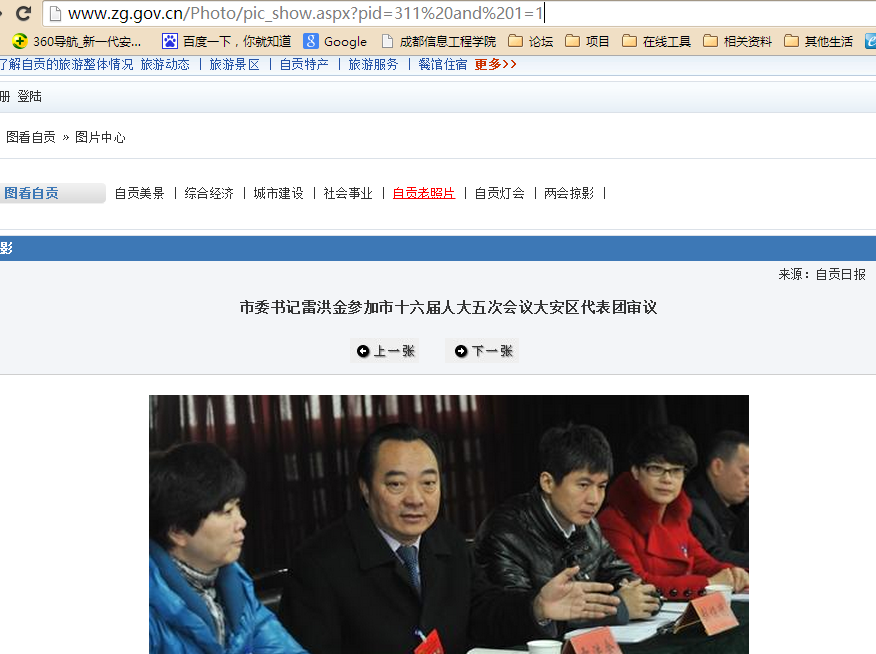 www.zg.gov.cn/Photo/pic_show.aspx?pid=311%20and%201=1
360导航_新一代安... 百度一下，你就知道 Google 成都信息工程学院 论坛 项目 在线工具 相关资料 其他生活
了解自贡的旅游整体情况 旅游动态 | 旅游景区 | 自贡特产 | 旅游服务 | 餐馆住宿 更多>>
册 登陆
图看自贡 » 图片中心
图看自贡 自贡美景 | 综合经济 | 城市建设 | 社会事业 | 自贡老照片 | 自贡灯会 | 两会掠影 |
影
来源：自贡日报
市委书记雷洪金参加市十六届人大五次会议大安区代表团审议
上一张 下一张